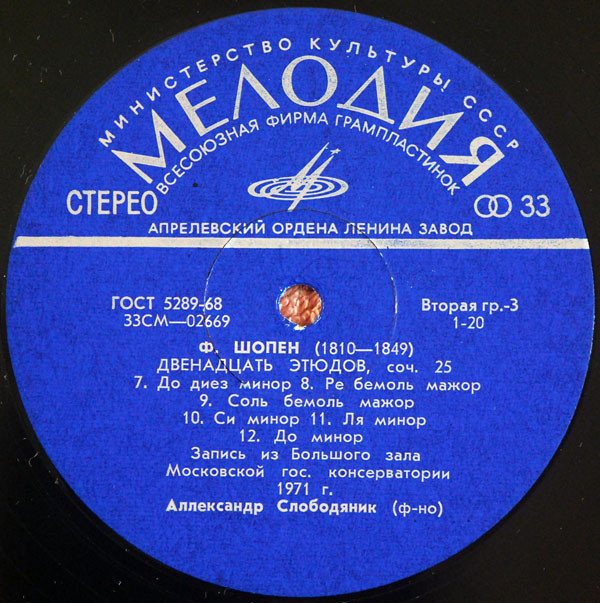 МИНИСТЕРСТВО КУЛЬТУРЫ СССР
МЕЛОДИЯ
ВСЕСОЮЗНАЯ ФИРМА ГРАМПЛАСТИНОК
СТЕРЕО
33
АПРЕЛЕВСКИЙ ОРДЕНА ЛЕНИНА ЗАВОД
ГОСТ 5289-68
33СМ—02669
Вторая гр.-3
1-20
Ф. ШОПЕН (1810—1849)
ДВЕНАДЦАТЬ ЭТЮДОВ, соч. 25
7. До диез минор 8. Ре бемоль мажор
9. Соль бемоль мажор
10. Си минор 11. Ля минор
12. До минор
Запись из Большого зала
Московской гос. консерватории
1971 г.
Аллександр Слободяник (ф-но)